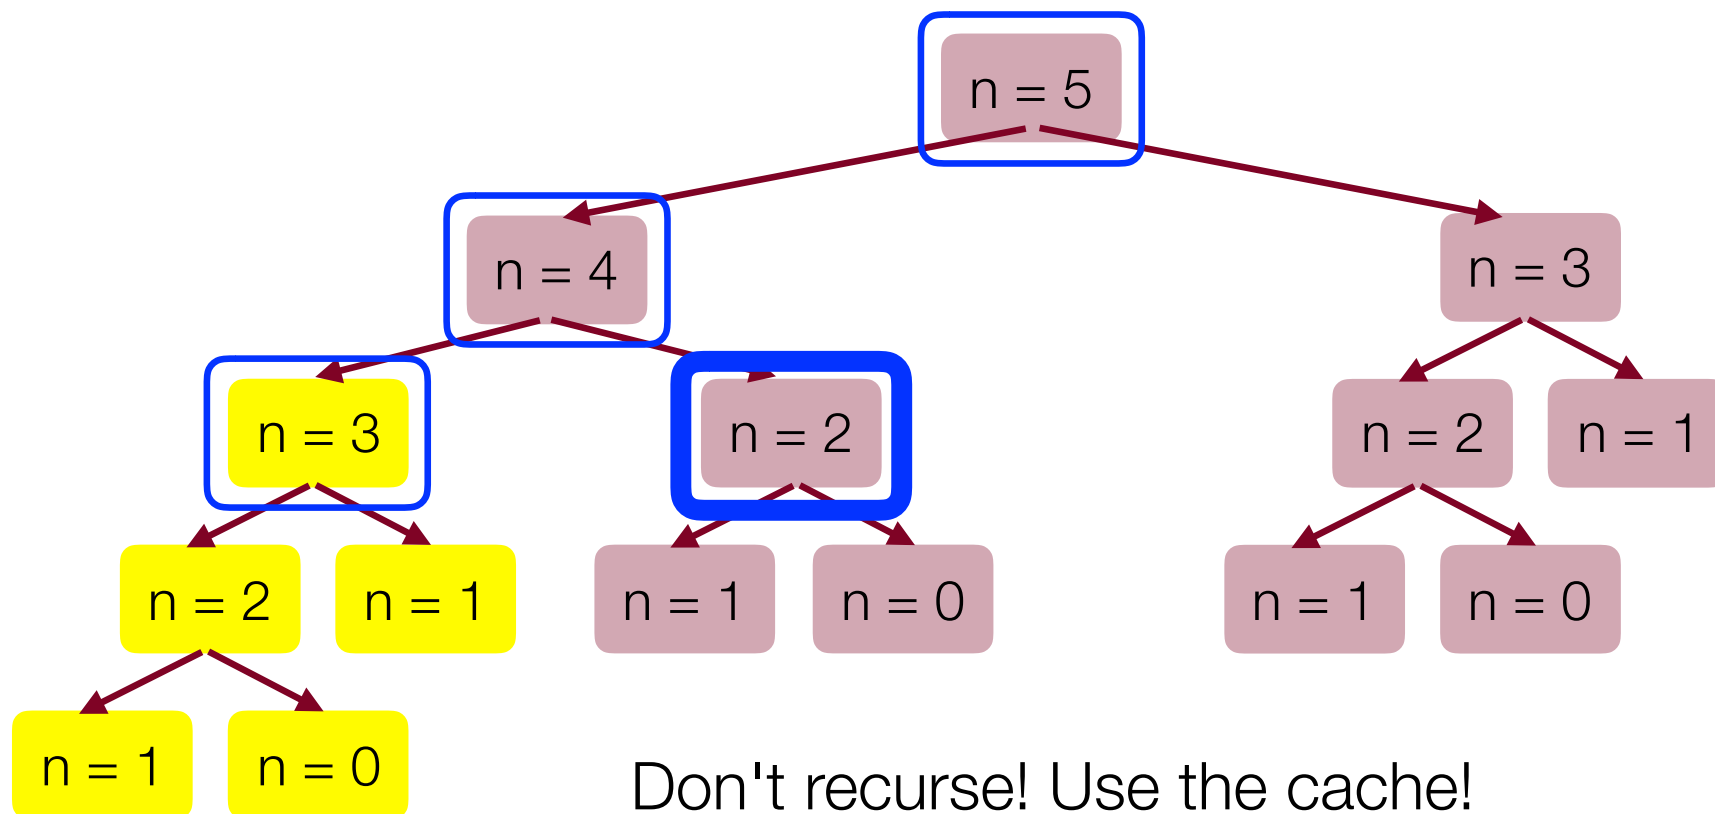 n = 5
n = 4
n = 3
n = 3
n = 2
n = 2
n = 1
n = 2
n = 1
n = 1
n = 0
n = 1
n = 0
n = 1
n = 0
Don't recurse! Use the cache!